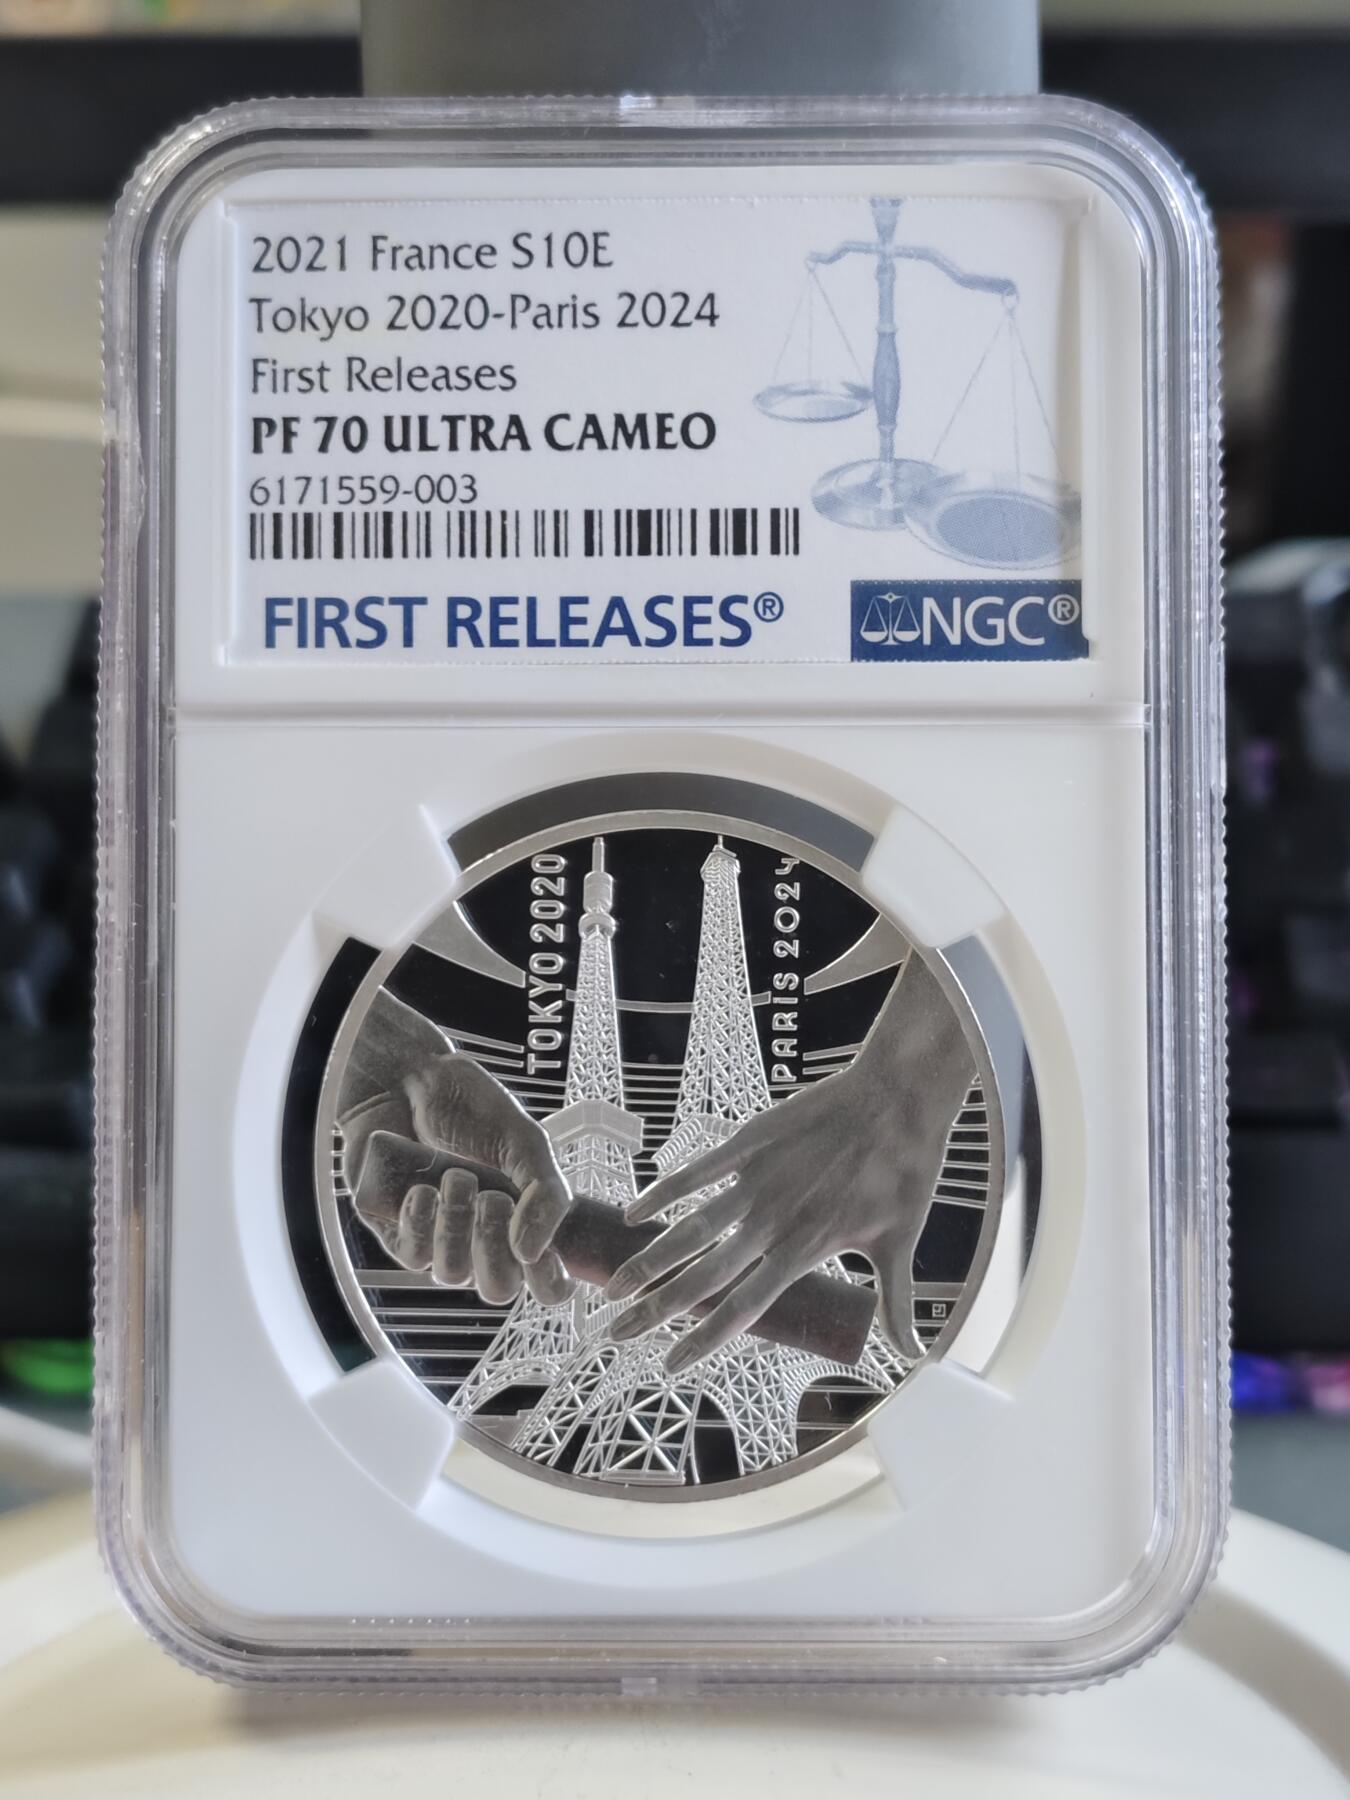 2021 France S10E
Tokyo 2020-Paris 2024
First Releases
PF 70 ULTRA CAMEO
6171559-003
FIRST RELEASES®
NGC®
TOKYO 2020
PARIS 2024